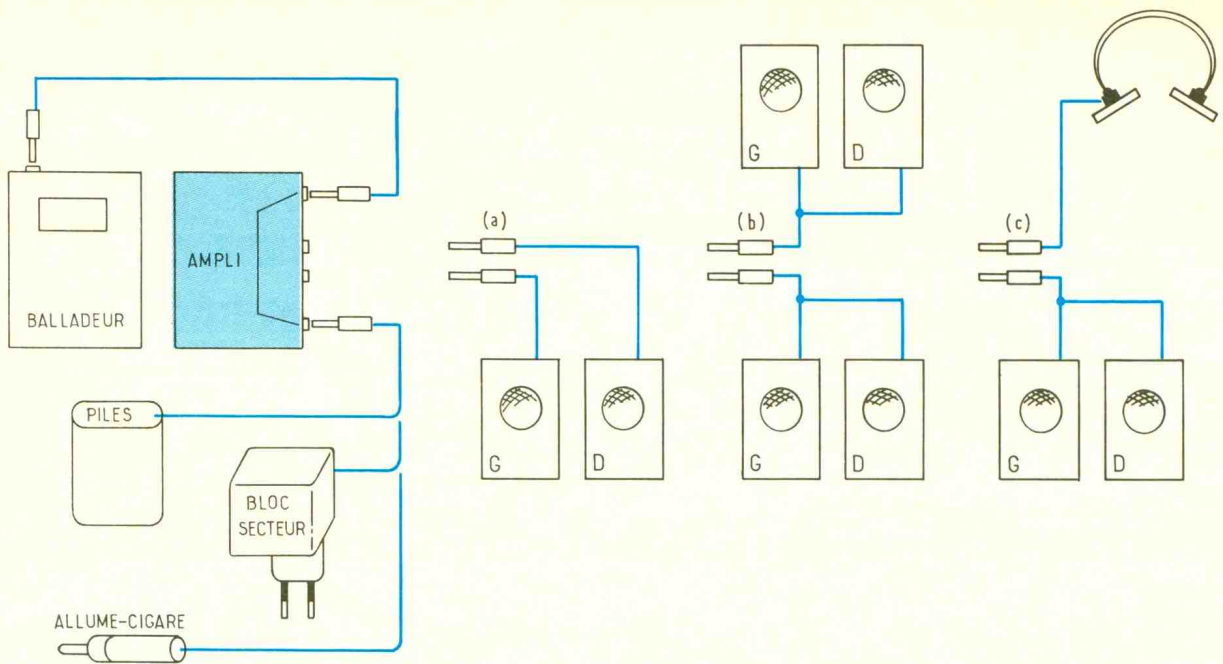 BALLADEUR
AMPLI
PILES
BLOC
SECTEUR
ALLUME-CIGARE
(a)
G
D
(b)
G
D
G
D
(c)
G
D